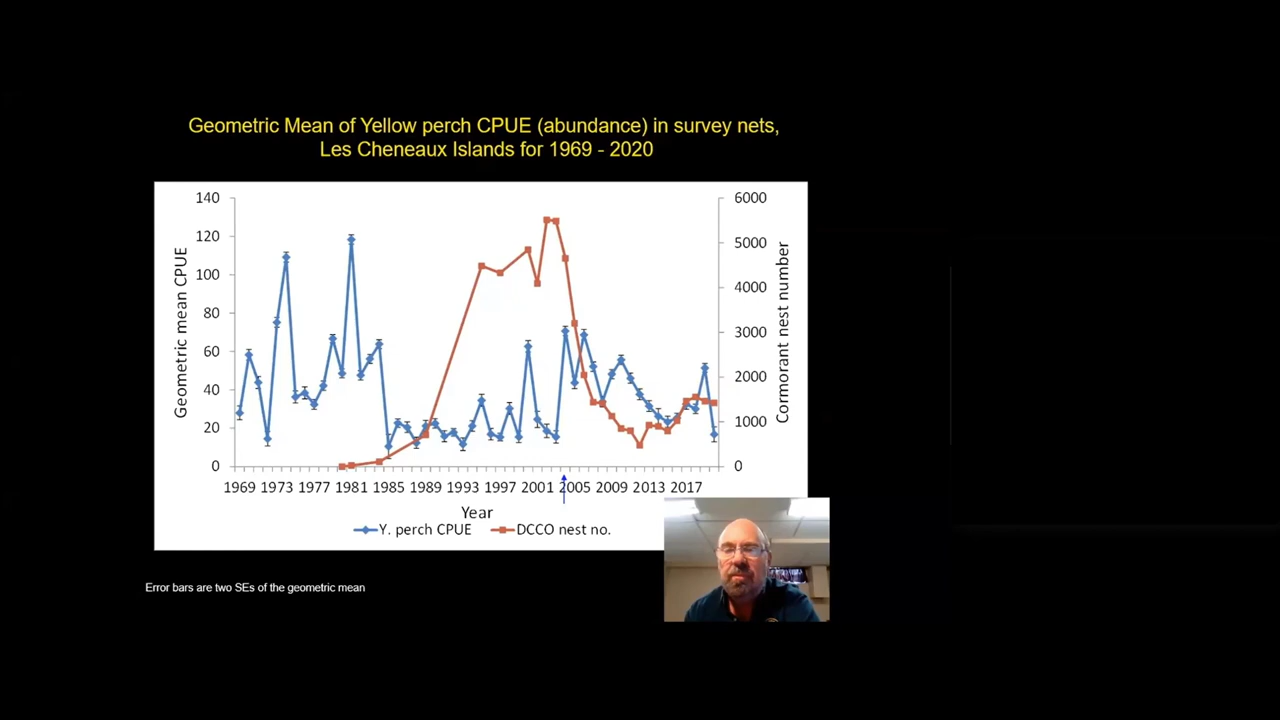 Geometric Mean of Yellow perch CPUE (abundance) in survey nets,
Les Cheneaux Islands for 1969 - 2020
140
120
100
80
60
40
20
0
Geometric mean CPUE
6000
5000
4000
3000
2000
1000
0
Cormorant nest number
1969 1973 1977 1981 1985 1989 1993 1997 2001 2005 2009 2013 2017
Year
Y. perch CPUE DCCO nest no.
Error bars are two SEs of the geometric mean